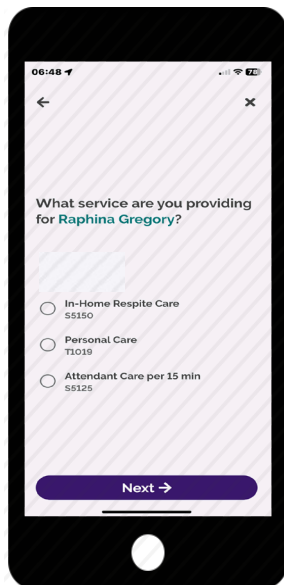 06:48
78
What service are you providing
for Raphina Gregory?
In-Home Respite Care
S5150
Personal Care
T1019
Attendant Care per 15 min
S5125
Next →